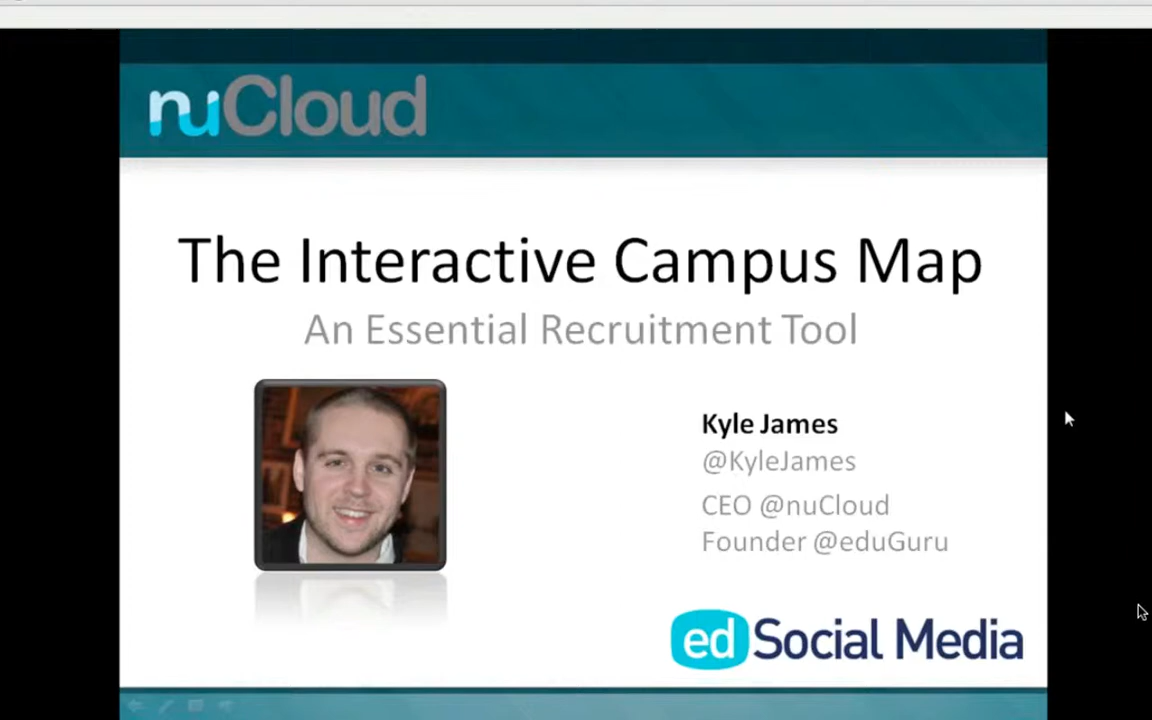 nuCloud
The Interactive Campus Map
An Essential Recruitment Tool
Kyle James
@KyleJames
CEO @nuCloud
Founder @eduGuru
ed Social Media